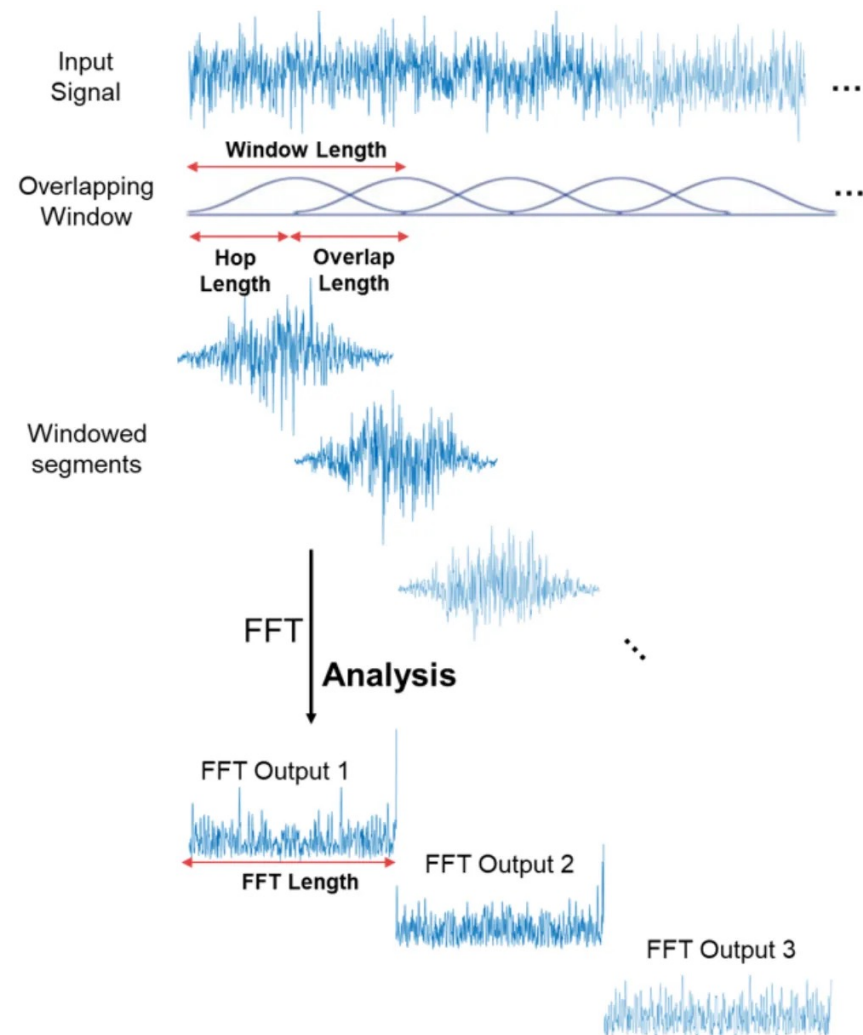 Input
Signal
...
Window Length
Overlapping
Window
...
Hop
Length
Overlap
Length
Windowed
segments
FFT
Analysis
FFT Output 1
FFT Length
FFT Output 2
FFT Output 3